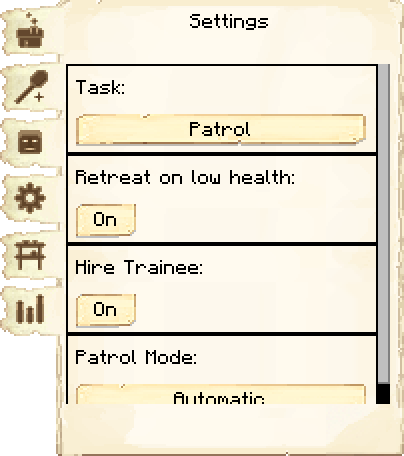 Settings
Task:
Patrol
Retreat on low health:
On
Hire Trainee:
On
Patrol Mode:
Automatic